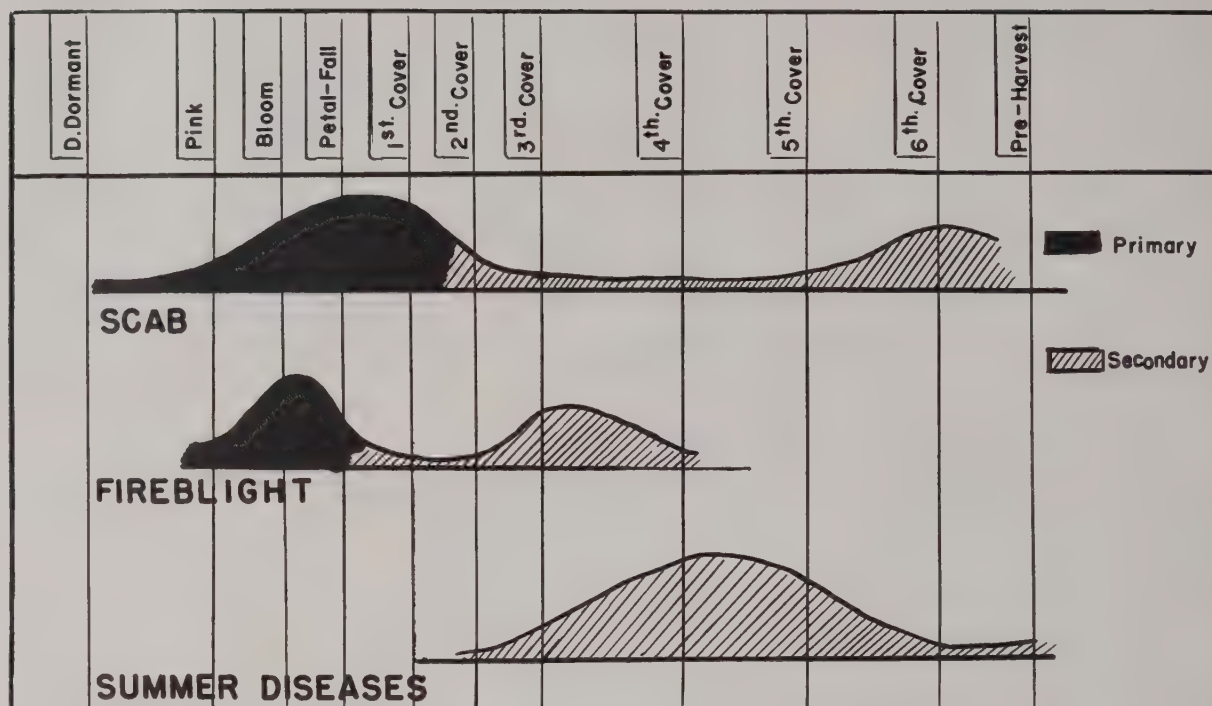 D.Dormant
Pink
Bloom
Petal-Fall
1st. Cover
2nd. Cover
3rd. Cover
4th. Cover
5th. Cover
6th. Cover
Pre-Harvest
Primary
SCAB
Secondary
FIREBLIGHT
SUMMER DISEASES